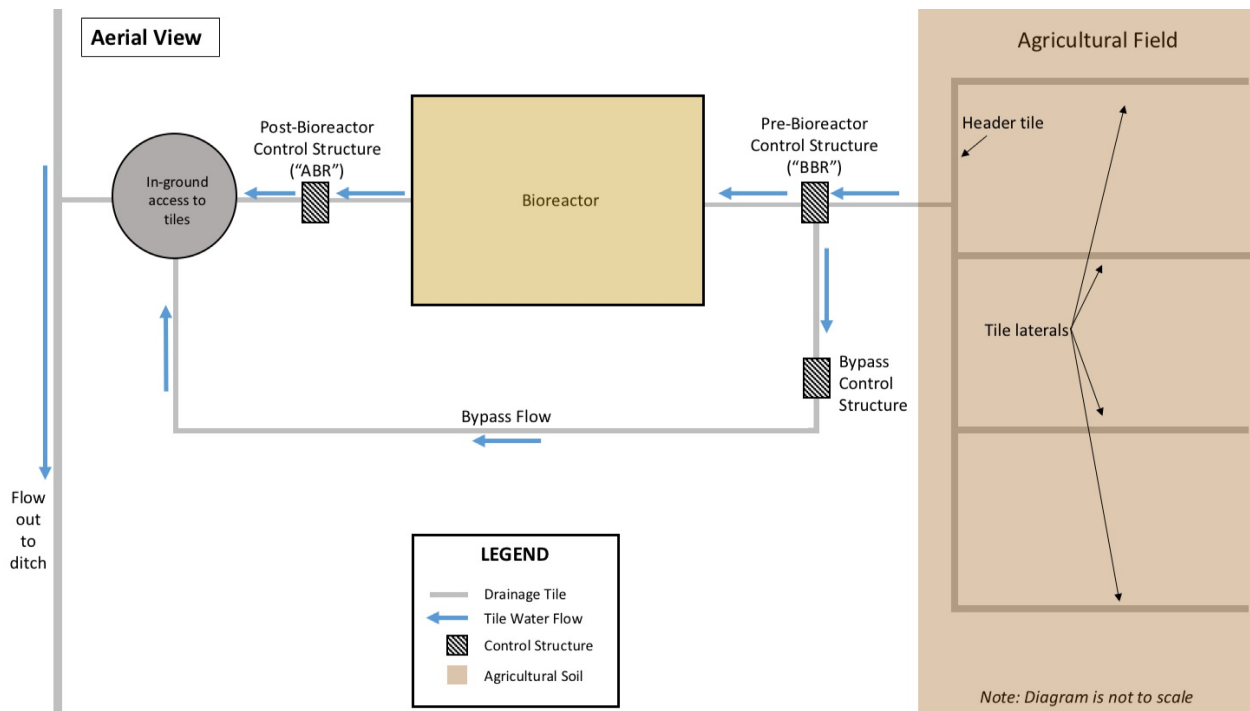 Aerial View
Agricultural Field
Post-Bioreactor
Control Structure
(“ABR”)
Pre-Bioreactor
Control Structure
(“BBR”)
Header tile
In-ground
access to
tiles
Bioreactor
Tile laterals
Bypass
Control
Structure
Bypass Flow
Flow
out
to
ditch
LEGEND
Drainage Tile
Tile Water Flow
Control Structure
Agricultural Soil
Note: Diagram is not to scale